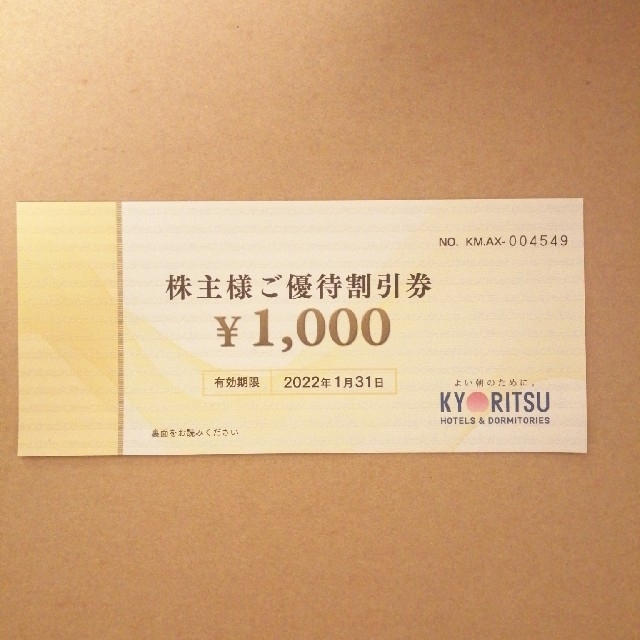 NO. KM.AX-004549
株主様ご優待割引券
¥1,000
有効期限 2022年1月31日
よい朝のために。
KYORITSU
HOTELS & DORMITORIES
裏面をお読みください